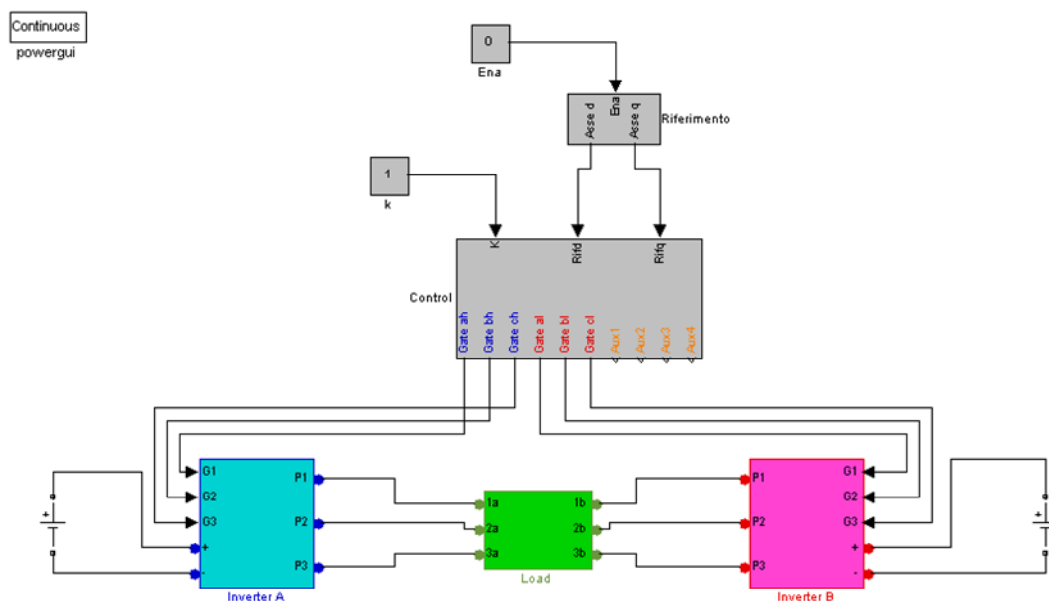 Continuous
powergui
0
Ena
Ena
Asse d
Asse q
Riferimento
1
k
K
Rifd
Rifq
Control
Gate ah
Gate bh
Gate ch
Gate al
Gate bl
Gate cl
Aux1
Aux2
Aux3
Aux4
+
G1
G2
G3
+
-
P1
P2
P3
Inverter A
1a
2a
3a
1b
2b
3b
Load
P1
P2
P3
G1
G2
G3
+
-
Inverter B
+